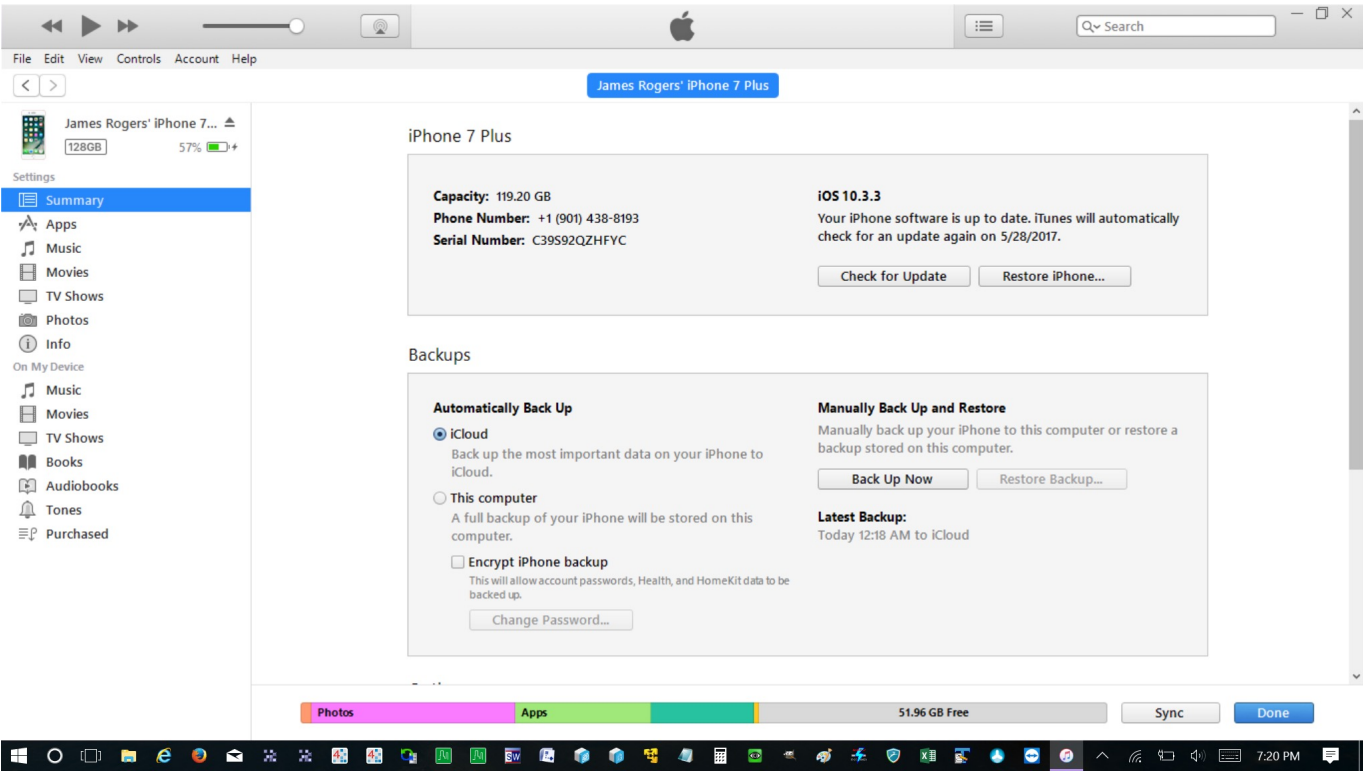 Search
File Edit View Controls Account Help
James Rogers' iPhone 7 Plus
James Rogers' iPhone 7...
128GB 57%
Settings
Summary
Apps
Music
Movies
TV Shows
Photos
Info
On My Device
Music
Movies
TV Shows
Books
Audiobooks
Tones
Purchased
iPhone 7 Plus
Capacity: 119.20 GB
Phone Number: +1 (901) 438-8193
Serial Number: C39S92QZHFYC
iOS 10.3.3
Your iPhone software is up to date. iTunes will automatically
check for an update again on 5/28/2017.
Check for Update Restore iPhone...
Backups
Automatically Back Up
iCloud
Back up the most important data on your iPhone to
iCloud.
This computer
A full backup of your iPhone will be stored on this
computer.
Encrypt iPhone backup
This will allow account passwords, Health, and HomeKit data to be
backed up.
Change Password...
Manually Back Up and Restore
Manually back up your iPhone to this computer or restore a
backup stored on this computer.
Back Up Now Restore Backup...
Latest Backup:
Today 12:18 AM to iCloud
Photos Apps 51.96 GB Free Sync Done
7:20 PM